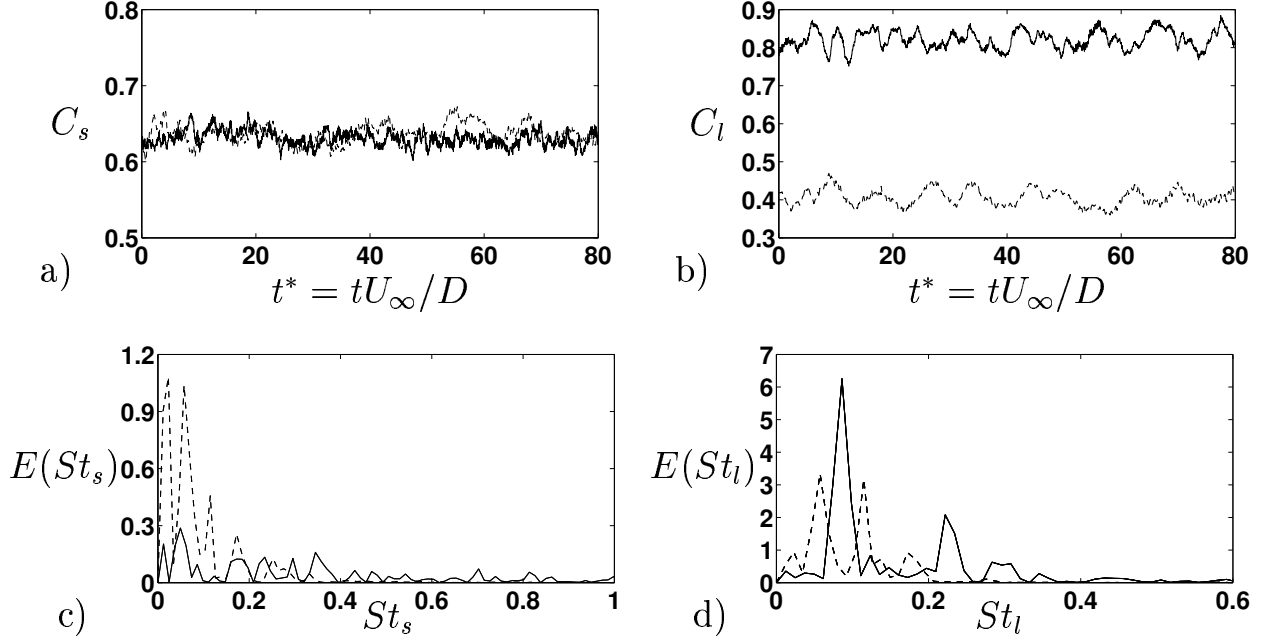 0.8
0.7
C_s
0.6
0.5
0 20 40 60 80
a)
t* = tU_∞/D
0.9
0.8
0.7
C_l
0.6
0.5
0.4
0.3
0 20 40 60 80
b)
t* = tU_∞/D
1.2
0.9
E(St_s)
0.6
0.3
0
0 0.2 0.4 0.6 0.8 1
c)
St_s
7
6
5
4
E(St_l)
3
2
1
0
0 0.2 0.4 0.6
d)
St_l